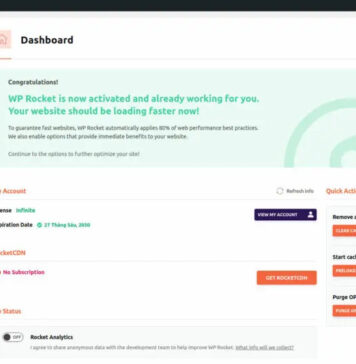 Dashboard
Congratulations!
WP Rocket is now activated and already working for you.
Your website should be loading faster now!
To guarantee fast websites, WP Rocket automatically applies 80% of web performance best practices.
We also enable options that provide immediate benefits to your website.
Continue to the options to further optimize your site!
Account
Refresh info
Quick Acti
ense Infinite
VIEW MY ACCOUNT
piration Date 27 Tháng Sáu, 2050
Remove a
CLEAR CA
ocketCDN
No Subscription
GET ROCKETCDN
Start cac
PRELOA
Status
Purge OP
PURGE O
OFF Rocket Analytics
I agree to share anonymous data with the development team to help improve WP Rocket. What info will we collect?